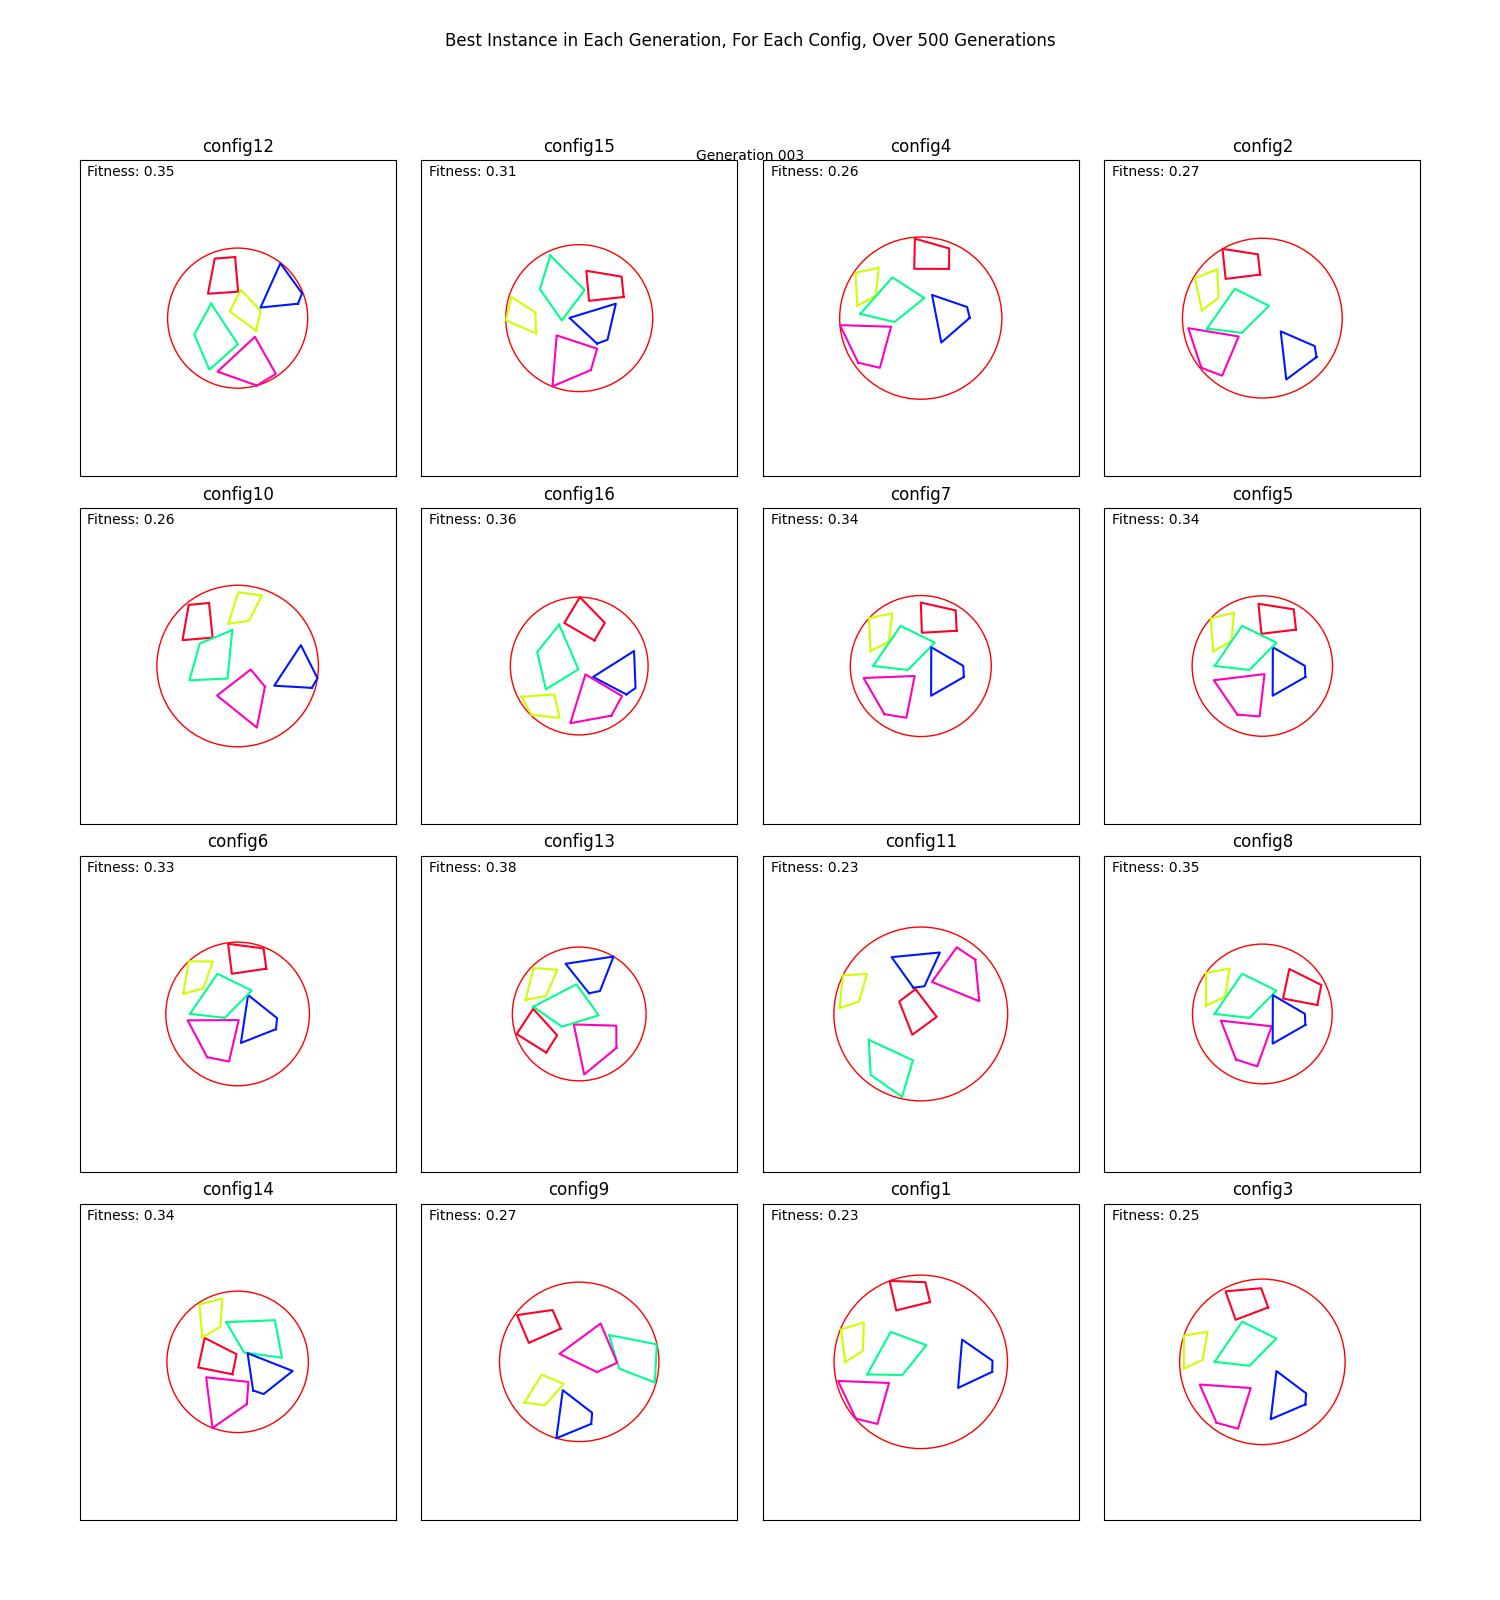 Best Instance in Each Generation, For Each Config, Over 500 Generations
Generation 003
config12
Fitness: 0.35
config15
Fitness: 0.31
config4
Fitness: 0.26
config2
Fitness: 0.27
config10
Fitness: 0.26
config16
Fitness: 0.36
config7
Fitness: 0.34
config5
Fitness: 0.34
config6
Fitness: 0.33
config13
Fitness: 0.38
config11
Fitness: 0.23
config8
Fitness: 0.35
config14
Fitness: 0.34
config9
Fitness: 0.27
config1
Fitness: 0.23
config3
Fitness: 0.25